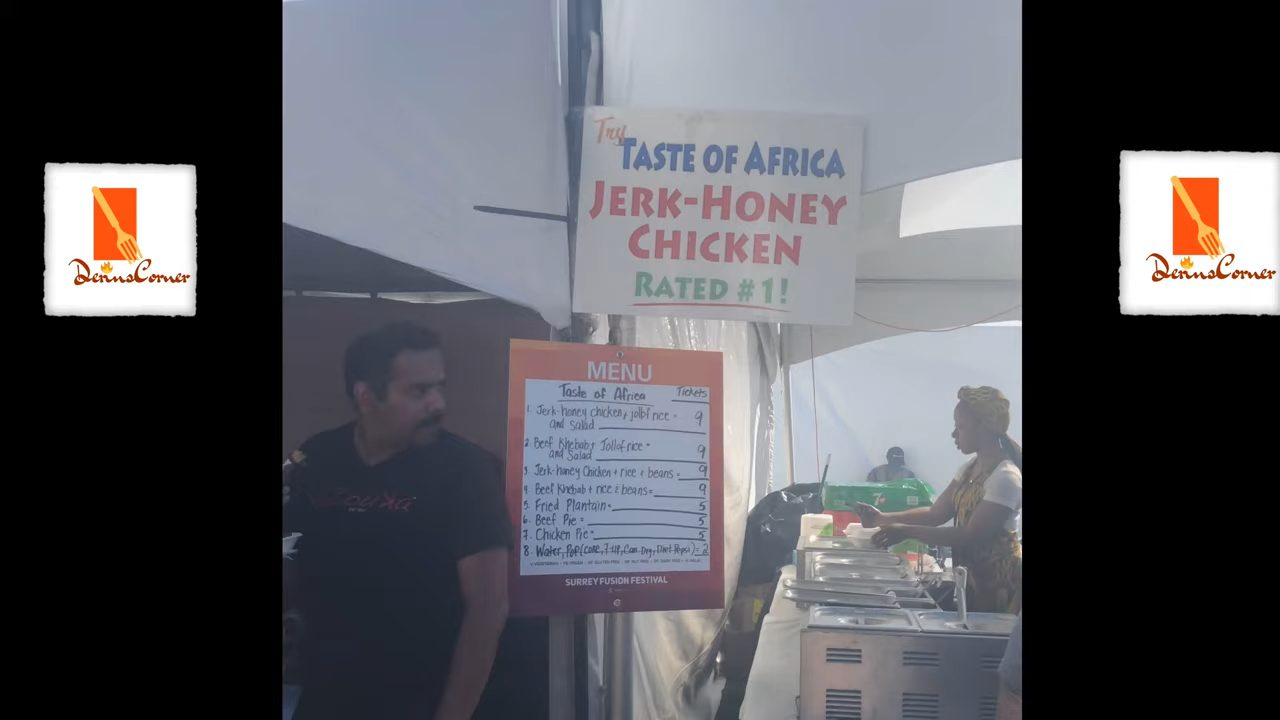 Try
TASTE OF AFRICA
JERK-HONEY
CHICKEN
RATED #1!
MENU
Taste of Africa Tickets
1. Jerk-honey chicken + jollof rice = 9
and salad
2. Beef Khebab + Jollof rice = 9
and Salad
3. Jerk-honey Chicken + rice & beans = 9
4. Beef Khebab + rice & beans = 9
5. Fried Plantain = 5
6. Beef Pie = 5
7. Chicken Pie = 5
8. Water, Pop (coke, 7-UP, Can Dry, Diet Pepsi) = 2
SURREY FUSION FESTIVAL
7
DennsCorner
DennsCorner